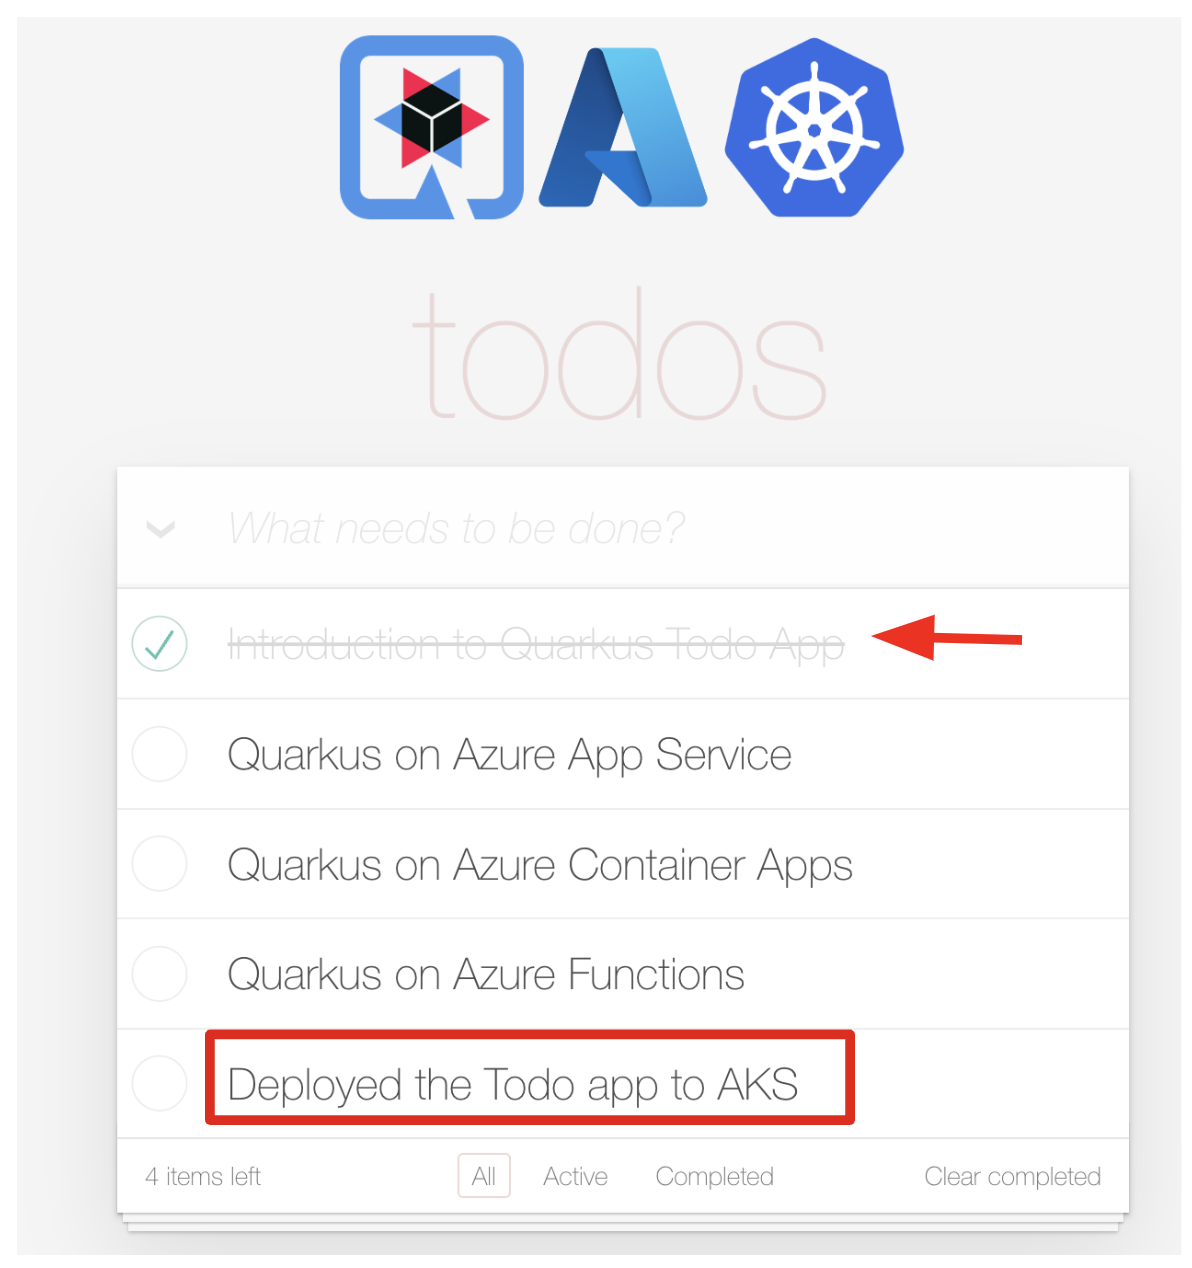 todos
What needs to be done?
Introduction to Quarkus Todo App
Quarkus on Azure App Service
Quarkus on Azure Container Apps
Quarkus on Azure Functions
Deployed the Todo app to AKS
4 items left All Active Completed Clear completed